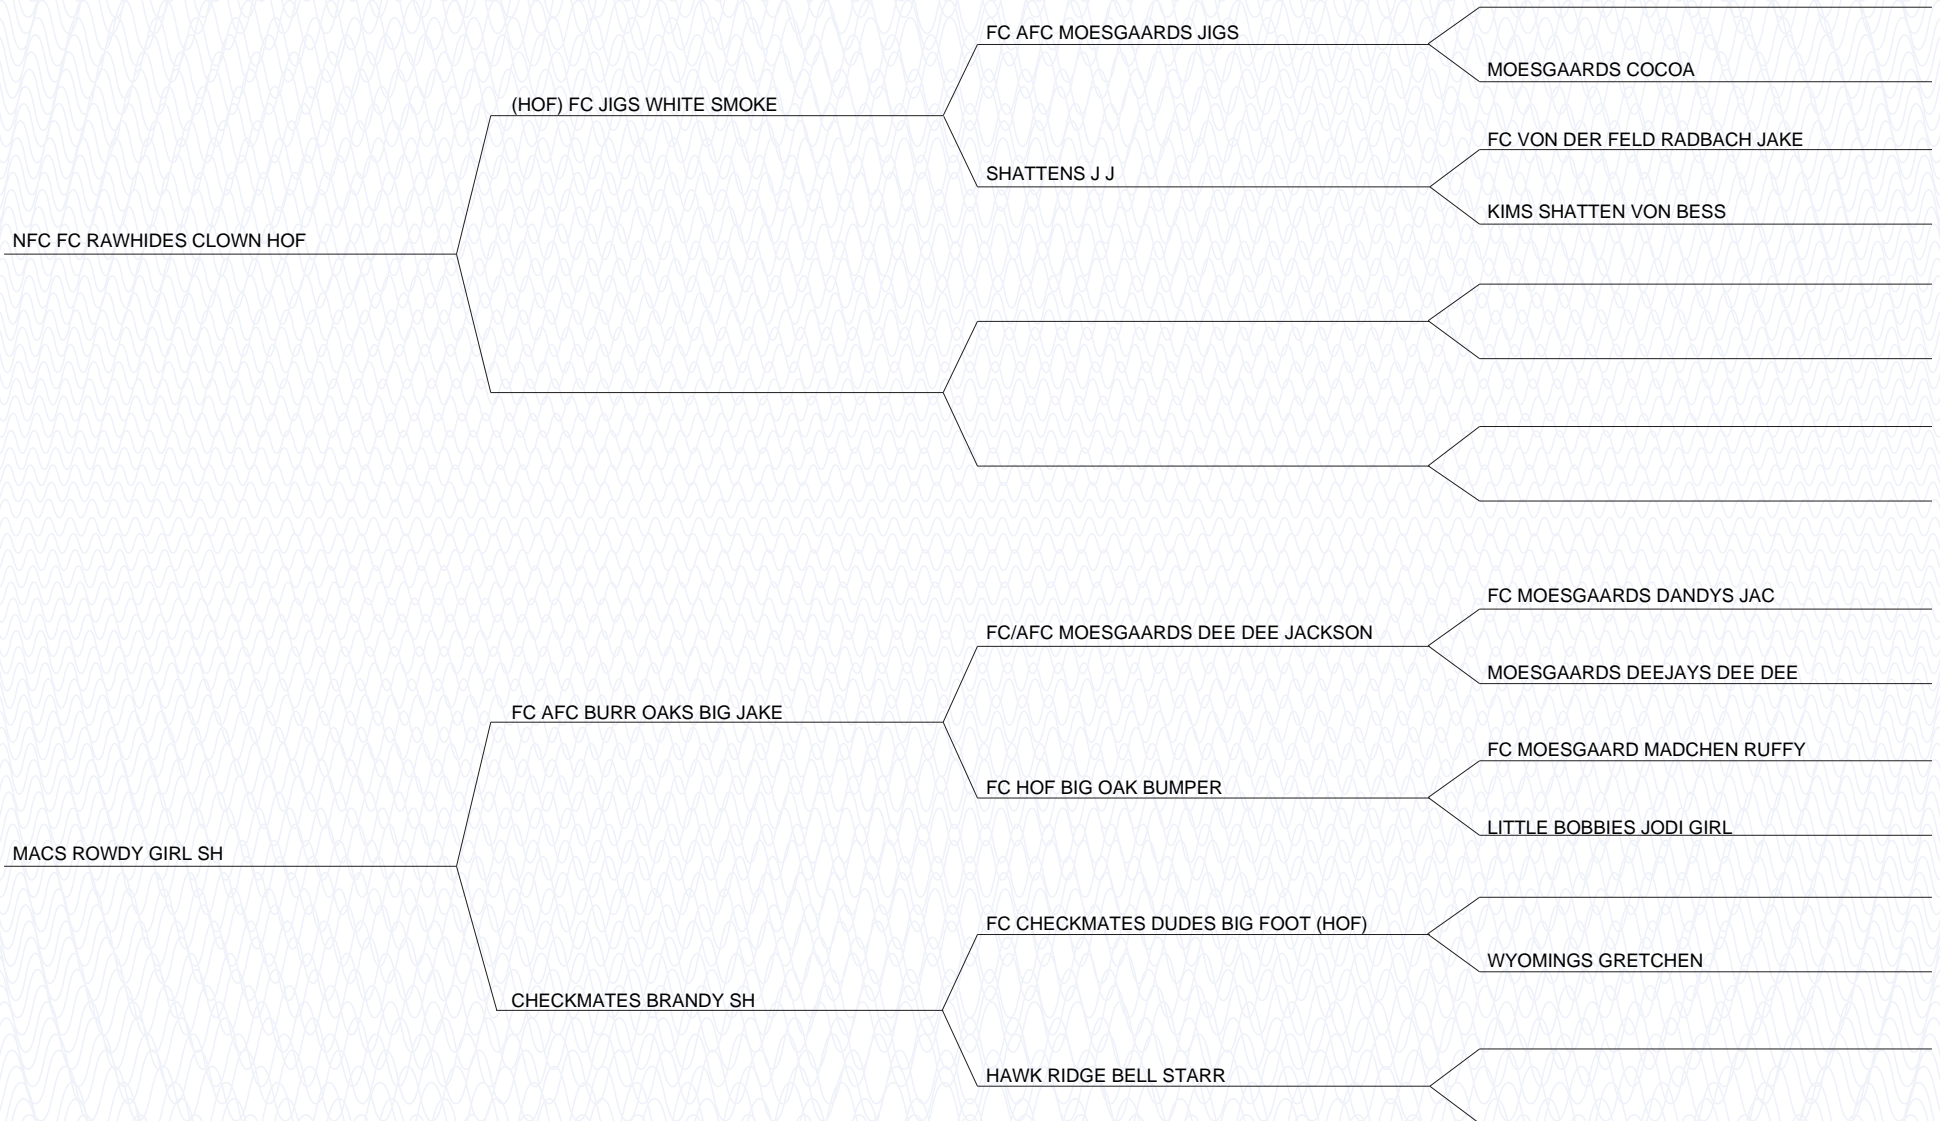 FC AFC MOESGAARDS JIGS
MOESGAARDS COCOA
(HOF) FC JIGS WHITE SMOKE
FC VON DER FELD RADBACH JAKE
SHATTENS J J
KIMS SHATTEN VON BESS
NFC FC RAWHIDES CLOWN HOF
FC MOESGAARDS DANDYS JAC
FC/AFC MOESGAARDS DEE DEE JACKSON
MOESGAARDS DEEJAYS DEE DEE
FC AFC BURR OAKS BIG JAKE
FC MOESGAARD MADCHEN RUFFY
FC HOF BIG OAK BUMPER
LITTLE BOBBIES JODI GIRL
MACS ROWDY GIRL SH
FC CHECKMATES DUDES BIG FOOT (HOF)
WYOMINGS GRETCHEN
CHECKMATES BRANDY SH
HAWK RIDGE BELL STARR